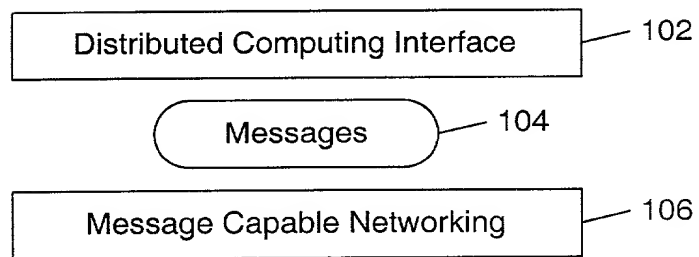 Distributed Computing Interface 102
Messages 104
Message Capable Networking 106